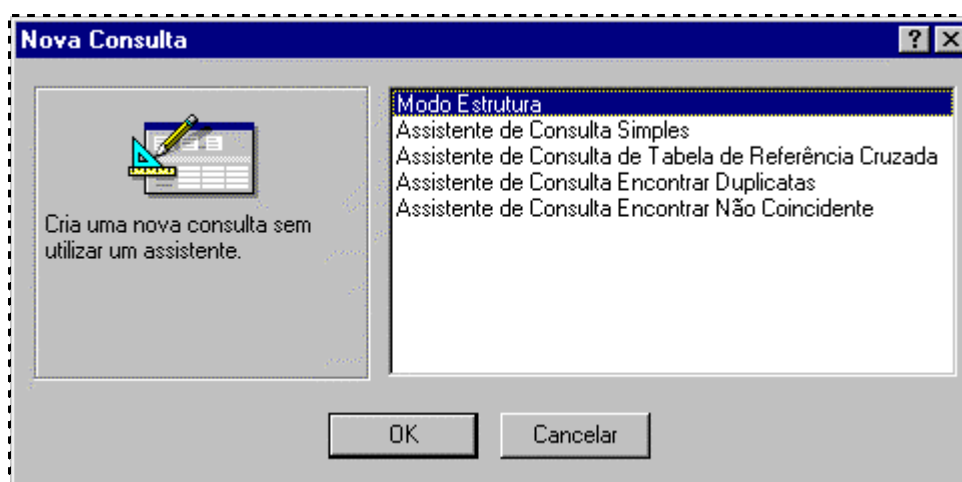 Nova Consulta
Modo Estrutura
Assistente de Consulta Simples
Assistente de Consulta de Tabela de Referência Cruzada
Assistente de Consulta Encontrar Duplicatas
Assistente de Consulta Encontrar Não Coincidente
Cria uma nova consulta sem
utilizar um assistente.
OK
Cancelar